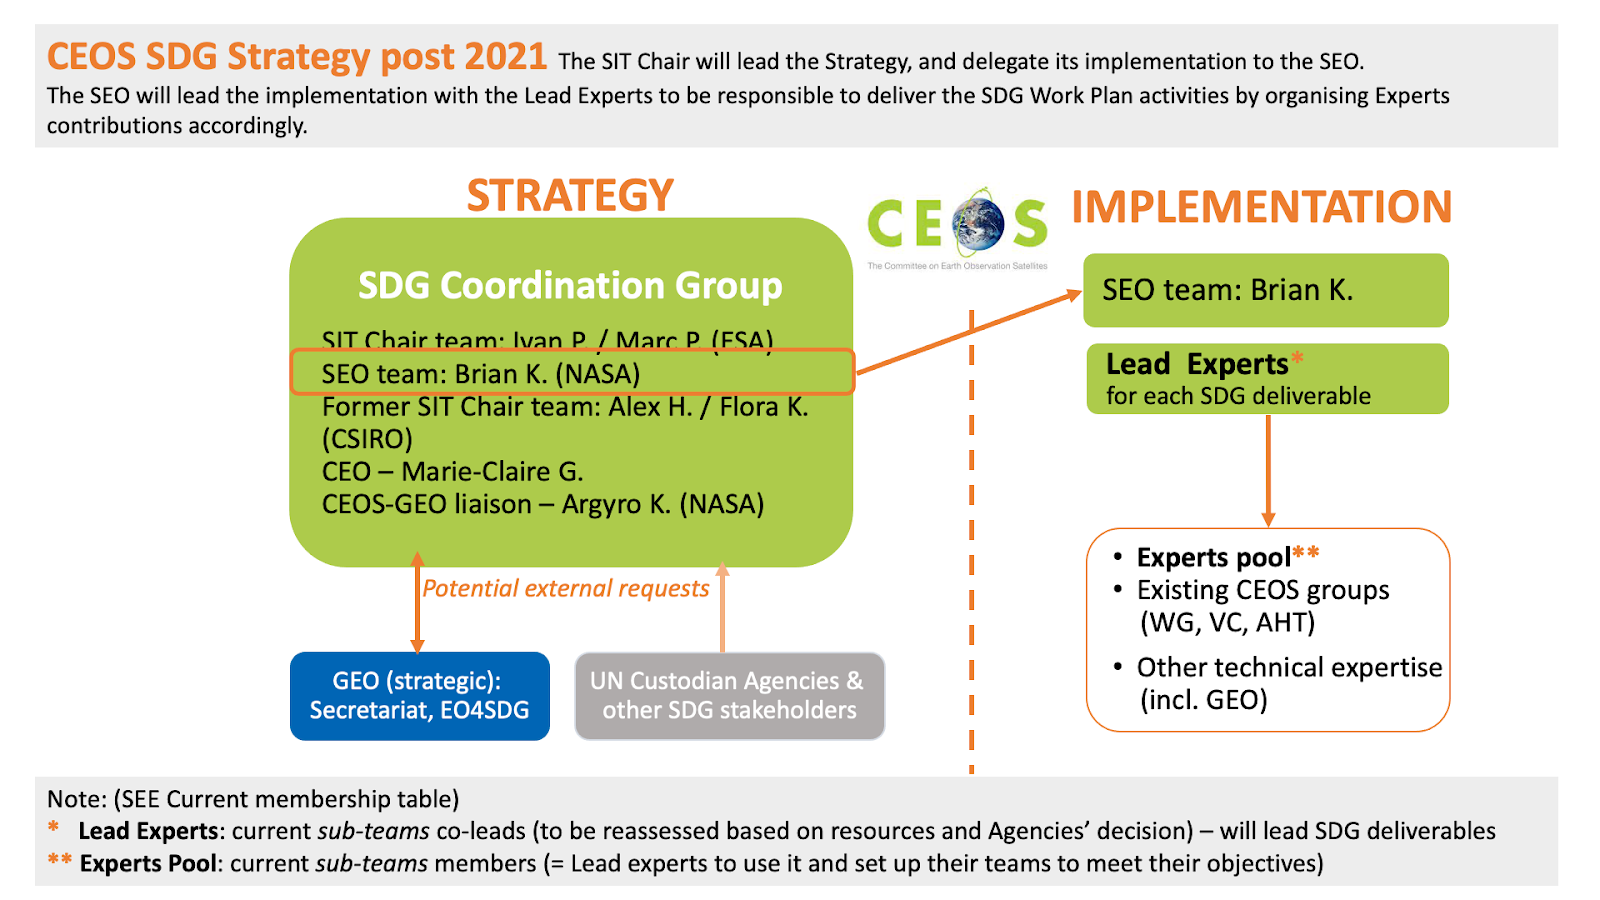 CEOS SDG Strategy post 2021 The SIT Chair will lead the Strategy, and delegate its implementation to the SEO.
The SEO will lead the implementation with the Lead Experts to be responsible to deliver the SDG Work Plan activities by organising Experts
contributions accordingly.
STRATEGY
SDG Coordination Group
SIT Chair team: Ivan P. / Marc P. (ESA)
SEO team: Brian K. (NASA)
Former SIT Chair team: Alex H. / Flora K.
(CSIRO)
CEO – Marie-Claire G.
CEOS-GEO liaison – Argyro K. (NASA)
Potential external requests
GEO (strategic):
Secretariat, EO4SDG
UN Custodian Agencies &
other SDG stakeholders
CEOS
The Committee on Earth Observation Satellites
IMPLEMENTATION
SEO team: Brian K.
Lead Experts*
for each SDG deliverable
• Experts pool**
• Existing CEOS groups
(WG, VC, AHT)
• Other technical expertise
(incl. GEO)
Note: (SEE Current membership table)
* Lead Experts: current sub-teams co-leads (to be reassessed based on resources and Agencies’ decision) – will lead SDG deliverables
** Experts Pool: current sub-teams members (= Lead experts to use it and set up their teams to meet their objectives)